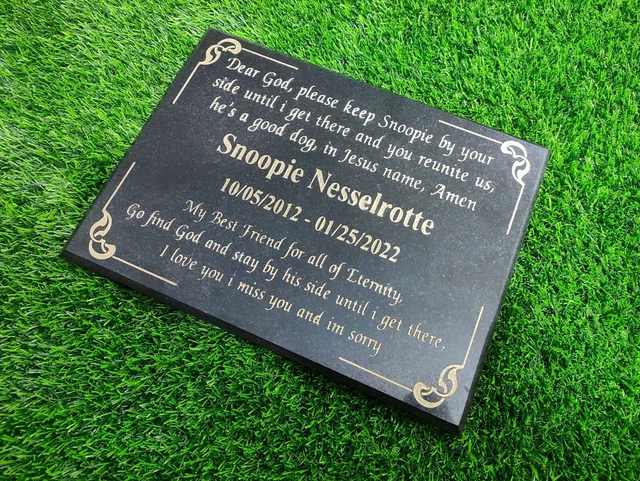 Dear God, please keep Snoopie by your
side until i get there and you reunite us,
he's a good dog, in Jesus name, Amen
Snoopie Nesselrotte
10/05/2012 - 01/25/2022
My Best Friend for all of Eternity,
Go find God and stay by his side until i get there,
I love you i miss you and im sorry